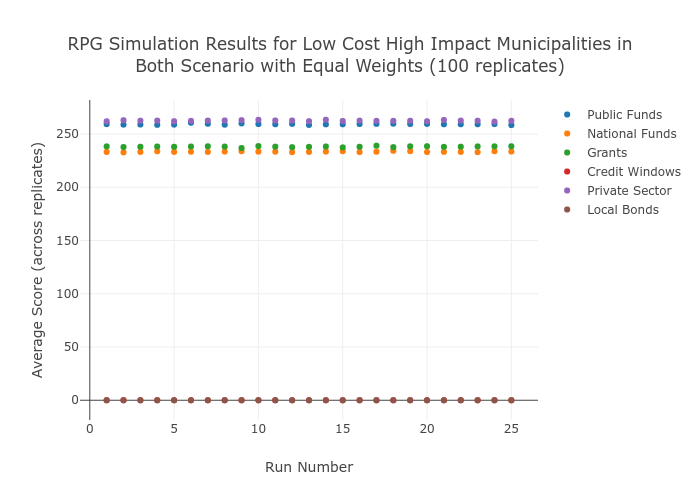 RPG Simulation Results for Low Cost High Impact Municipalities in
Both Scenario with Equal Weights (100 replicates)
Public Funds
National Funds
Grants
Credit Windows
Private Sector
Local Bonds
Average Score (across replicates)
250
200
150
100
50
0
0 5 10 15 20 25
Run Number